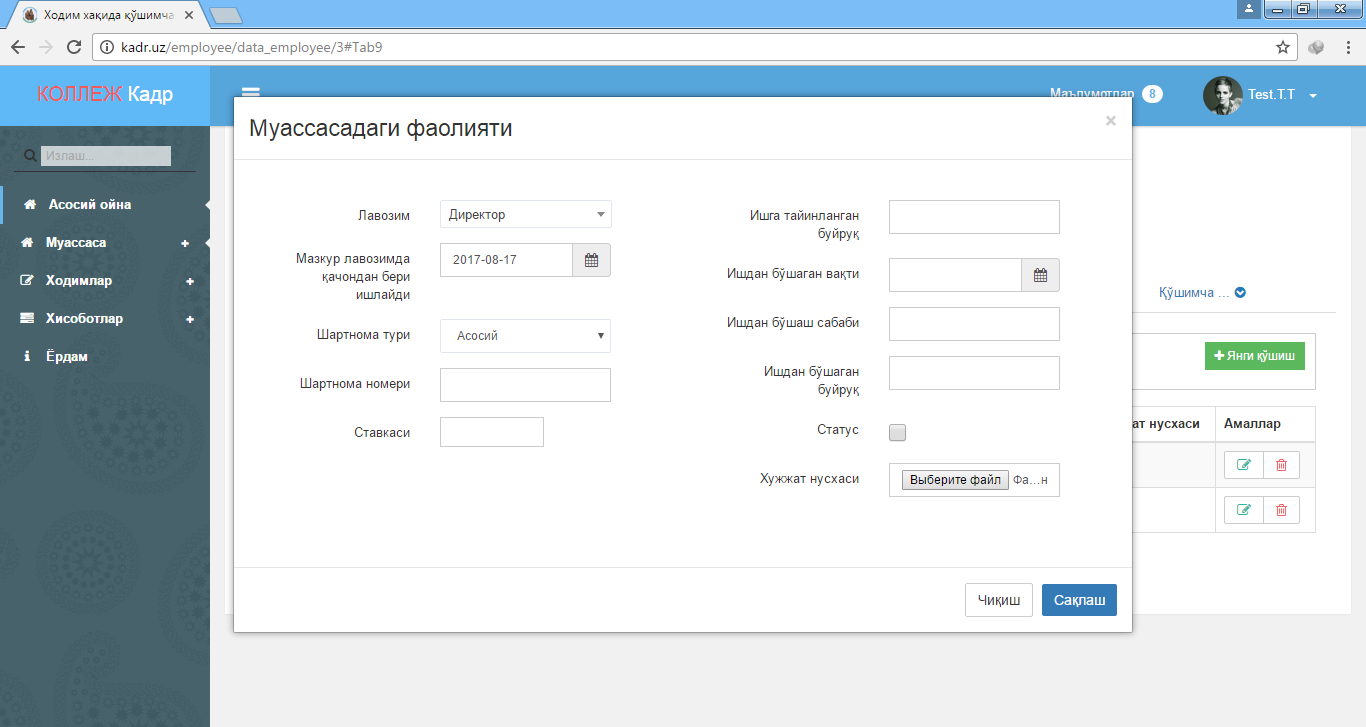 Ходим хақида қўшимча
kadr.uz/employee/data_employee/3#Tab9
КОЛЛЕЖ Кадр
Маълумотлар 8
Test.T.T
Излаш...
Асосий ойна
Муассаса
Ходимлар
Хисоботлар
Ёрдам
Муассасадаги фаолияти
×
Лавозим
Директор
Мазкур лавозимда
қачондан бери
ишлайди
2017-08-17
Шартнома тури
Асосий
Шартнома номери
Ставкаси
Ишга тайинланган
буйруқ
Ишдан бўшаган вақти
Ишдан бўшаш сабаби
Ишдан бўшаган
буйруқ
Статус
Хужжат нусхаси
Выберите файл Фа...н
Чиқиш
Сақлаш
Қўшимча ...
Янги қўшиш
ат нусхаси
Амаллар